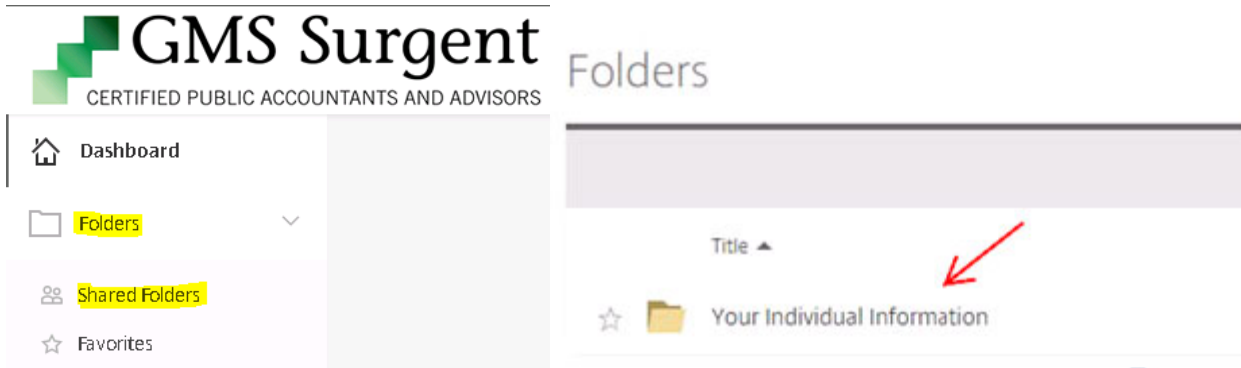 GMS Surgent
CERTIFIED PUBLIC ACCOUNTANTS AND ADVISORS
Dashboard
Folders
Shared Folders
Favorites
Folders
Title
Your Individual Information